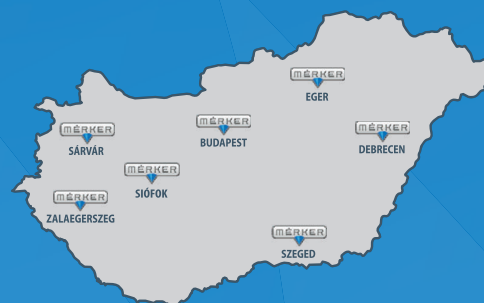 MÉRKER
EGER
MÉRKER
BUDAPEST
MÉRKER
SÁRVÁR
MÉRKER
DEBRECEN
MÉRKER
SIÓFOK
MÉRKER
ZALAEGERSZEG
MÉRKER
SZEGED